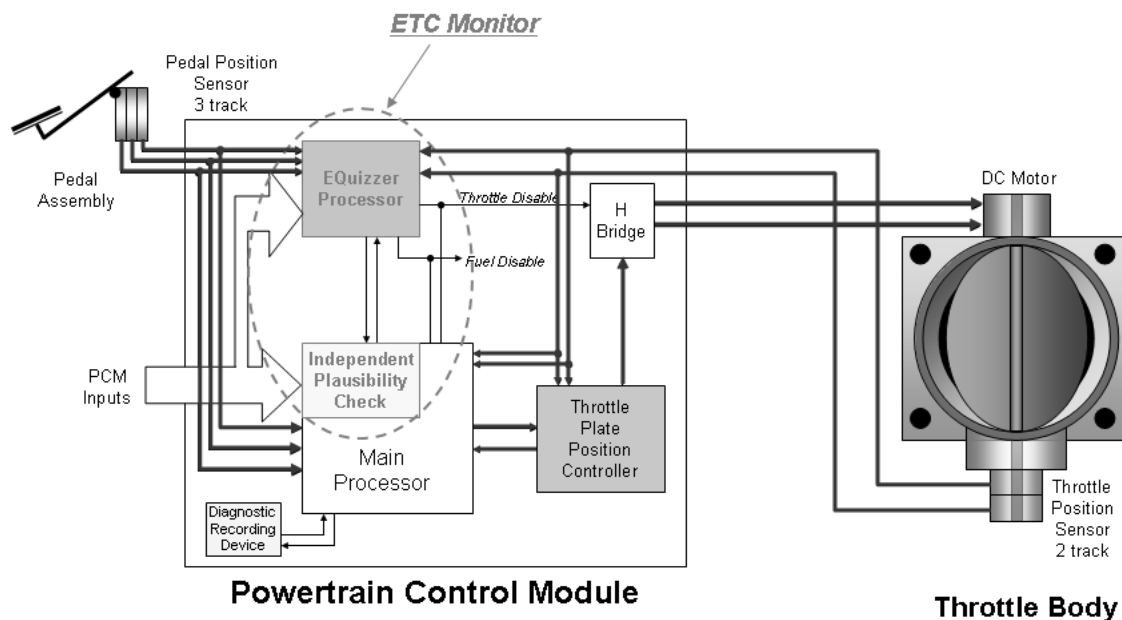 ETC Monitor
Pedal Position
Sensor
3 track
Pedal
Assembly
EQuizzer
Processor
Throttle Disable
H
Bridge
DC Motor
Fuel Disable
PCM
Inputs
Independent
Plausibility
Check
Main
Processor
Throttle
Plate
Position
Controller
Diagnostic
Recording
Device
Throttle
Position
Sensor
2 track
Powertrain Control Module
Throttle Body